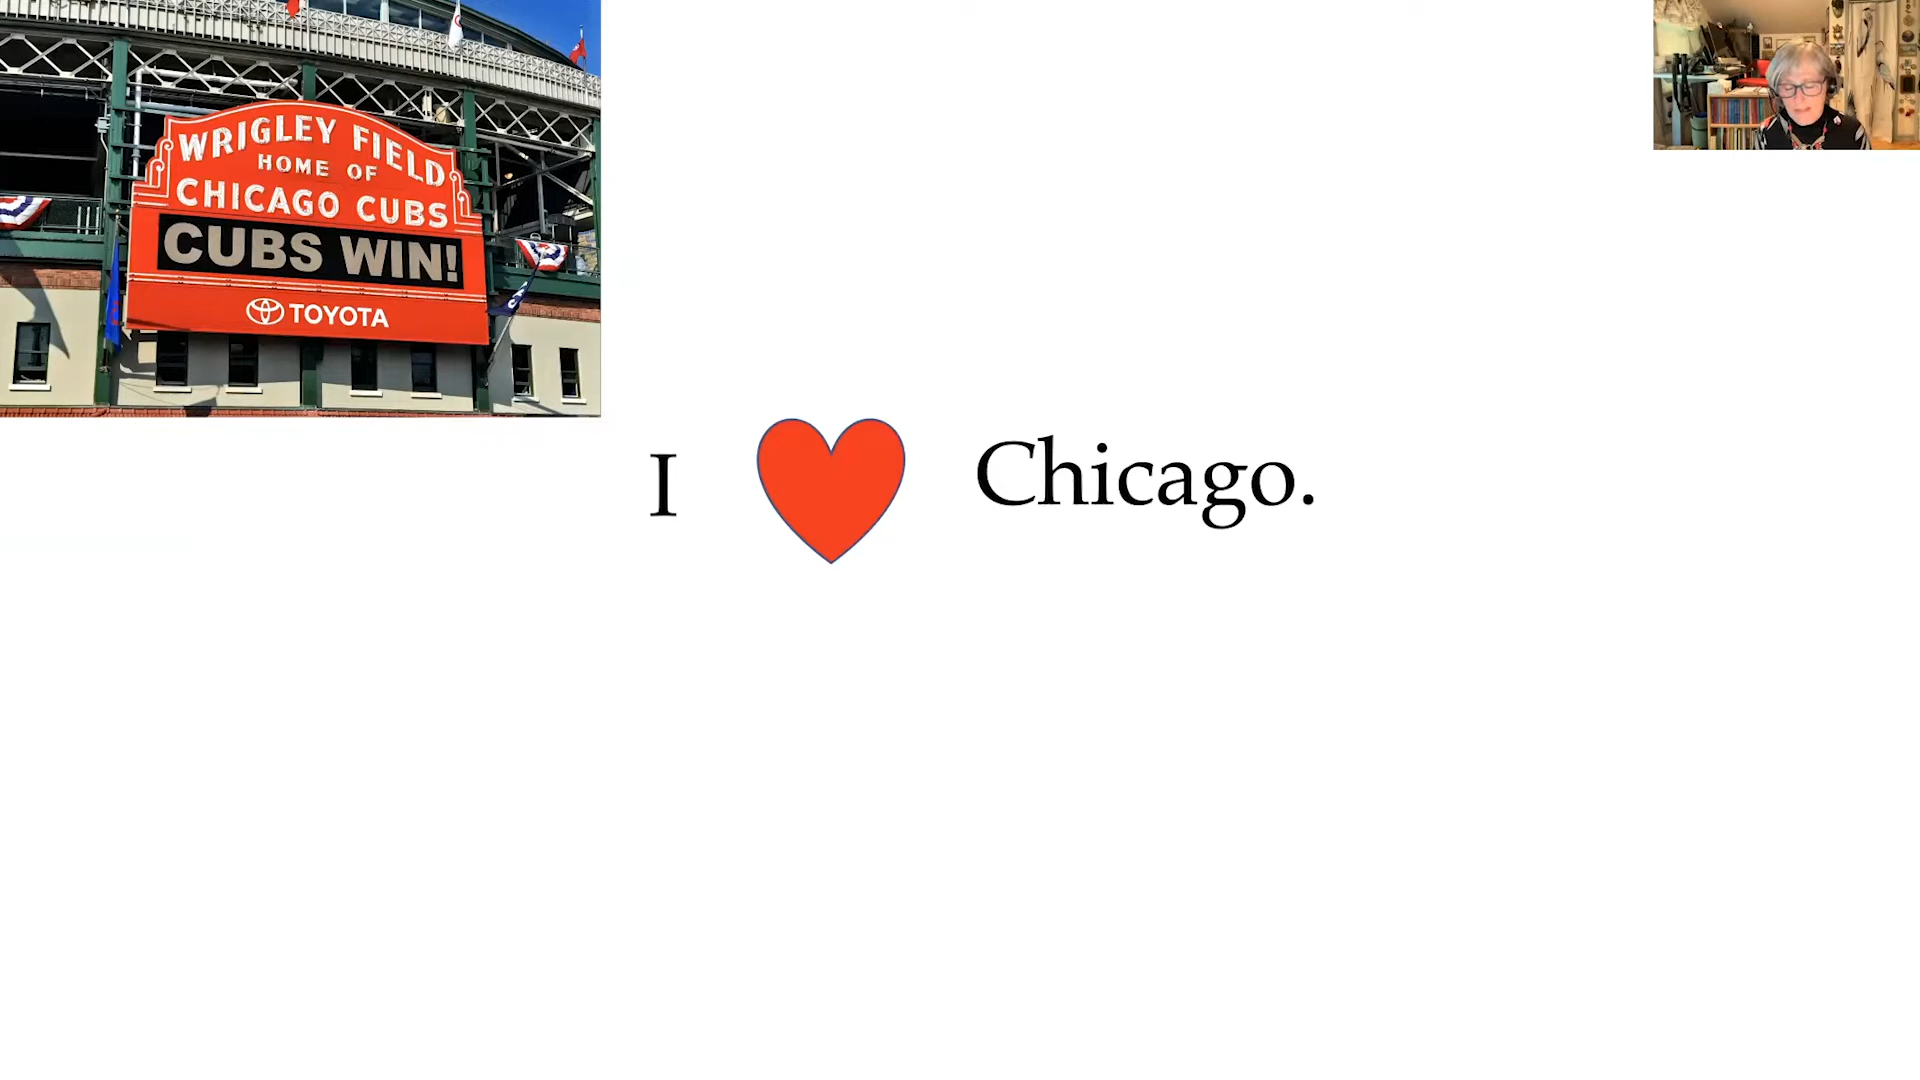 WRIGLEY FIELD
HOME OF
CHICAGO CUBS
CUBS WIN!
TOYOTA
I Chicago.